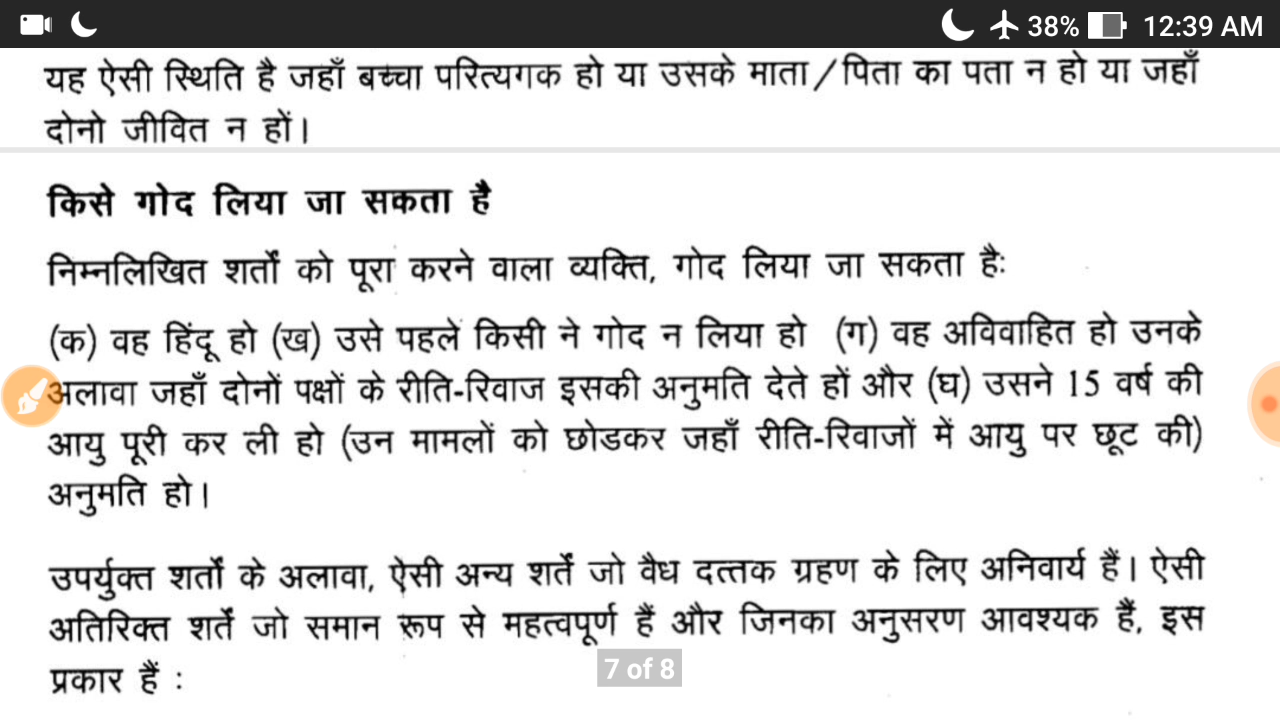 38% 12:39 AM
यह ऐसी स्थिति है जहाँ बच्चा परित्यगक हो या उसके माता/पिता का पता न हो या जहाँ
दोनो जीवित न हों।
किसे गोद लिया जा सकता है
निम्नलिखित शर्तों को पूरा करने वाला व्यक्ति, गोद लिया जा सकता हैः
(क) वह हिंदू हो (ख) उसे पहले किसी ने गोद न लिया हो (ग) वह अविवाहित हो उनके
अलावा जहाँ दोनों पक्षों के रीति-रिवाज इसकी अनुमति देते हों और (घ) उसने 15 वर्ष की
आयु पूरी कर ली हो (उन मामलों को छोडकर जहाँ रीति-रिवाजों में आयु पर छूट की)
अनुमति हो।
उपर्युक्त शर्तों के अलावा, ऐसी अन्य शर्तें जो वैध दत्तक ग्रहण के लिए अनिवार्य हैं। ऐसी
अतिरिक्त शर्तें जो समान रूप से महत्वपूर्ण हैं और जिनका अनुसरण आवश्यक हैं, इस
प्रकार हैं :
7 of 8